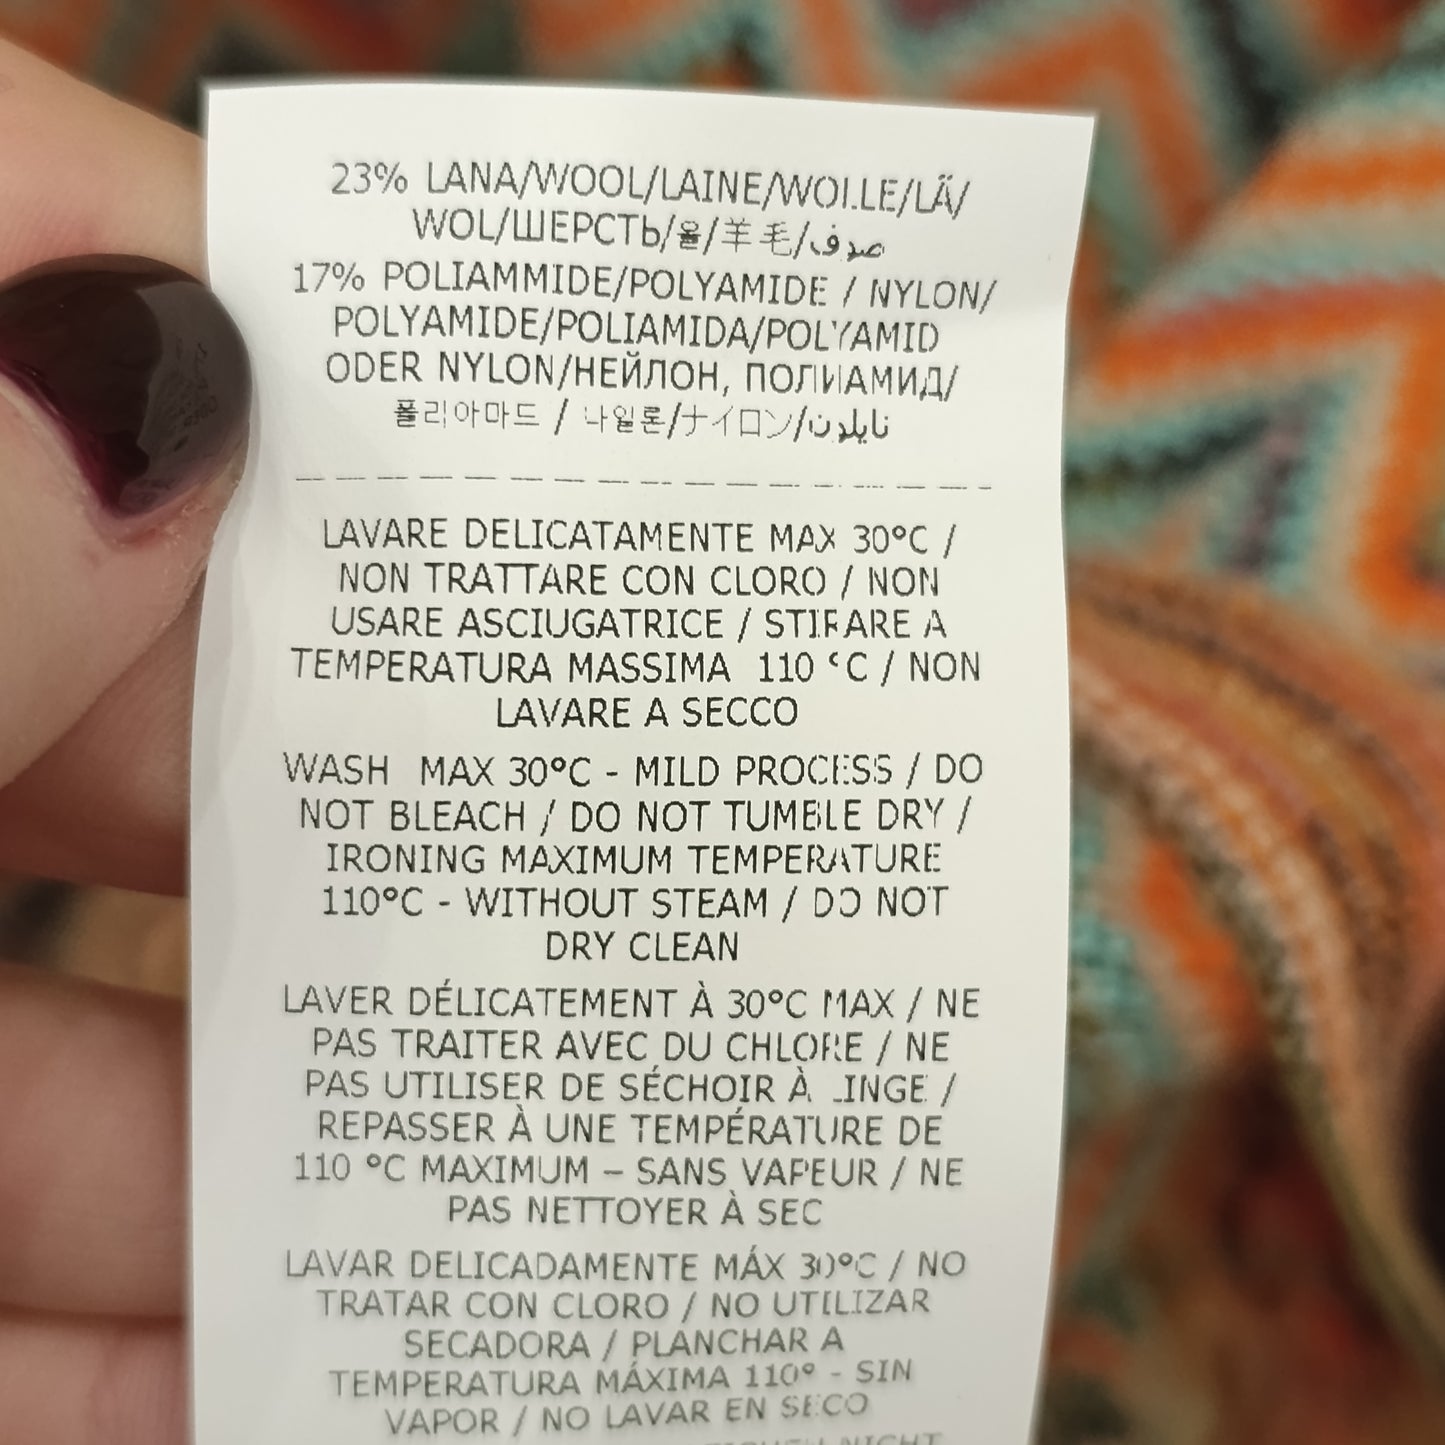 23% LANA/WOOL/LAINE/WOLLE/LÄ/
WOL/ШЕРСТЬ/울/羊毛/صوف
17% POLIAMMIDE/POLYAMIDE / NYLON/
POLYAMIDE/POLIAMIDA/POLYAMID
ODER NYLON/НЕЙЛОН, ПОЛИАМИД/
폴리아마드 / 나일론/ナイロン/نايلون
LAVARE DELICATAMENTE MAX 30°C /
NON TRATTARE CON CLORO / NON
USARE ASCIUGATRICE / STIRARE A
TEMPERATURA MASSIMA 110 °C / NON
LAVARE A SECCO
WASH MAX 30°C - MILD PROCESS / DO
NOT BLEACH / DO NOT TUMBLE DRY /
IRONING MAXIMUM TEMPERATURE
110°C - WITHOUT STEAM / DO NOT
DRY CLEAN
LAVER DÉLICATEMENT À 30°C MAX / NE
PAS TRAITER AVEC DU CHLORE / NE
PAS UTILISER DE SÉCHOIR À LINGE /
REPASSER À UNE TEMPÉRATURE DE
110 °C MAXIMUM – SANS VAPEUR / NE
PAS NETTOYER À SEC
LAVAR DELICADAMENTE MÁX 30°C / NO
TRATAR CON CLORO / NO UTILIZAR
SECADORA / PLANCHAR A
TEMPERATURA MÁXIMA 110° - SIN
VAPOR / NO LAVAR EN SECO